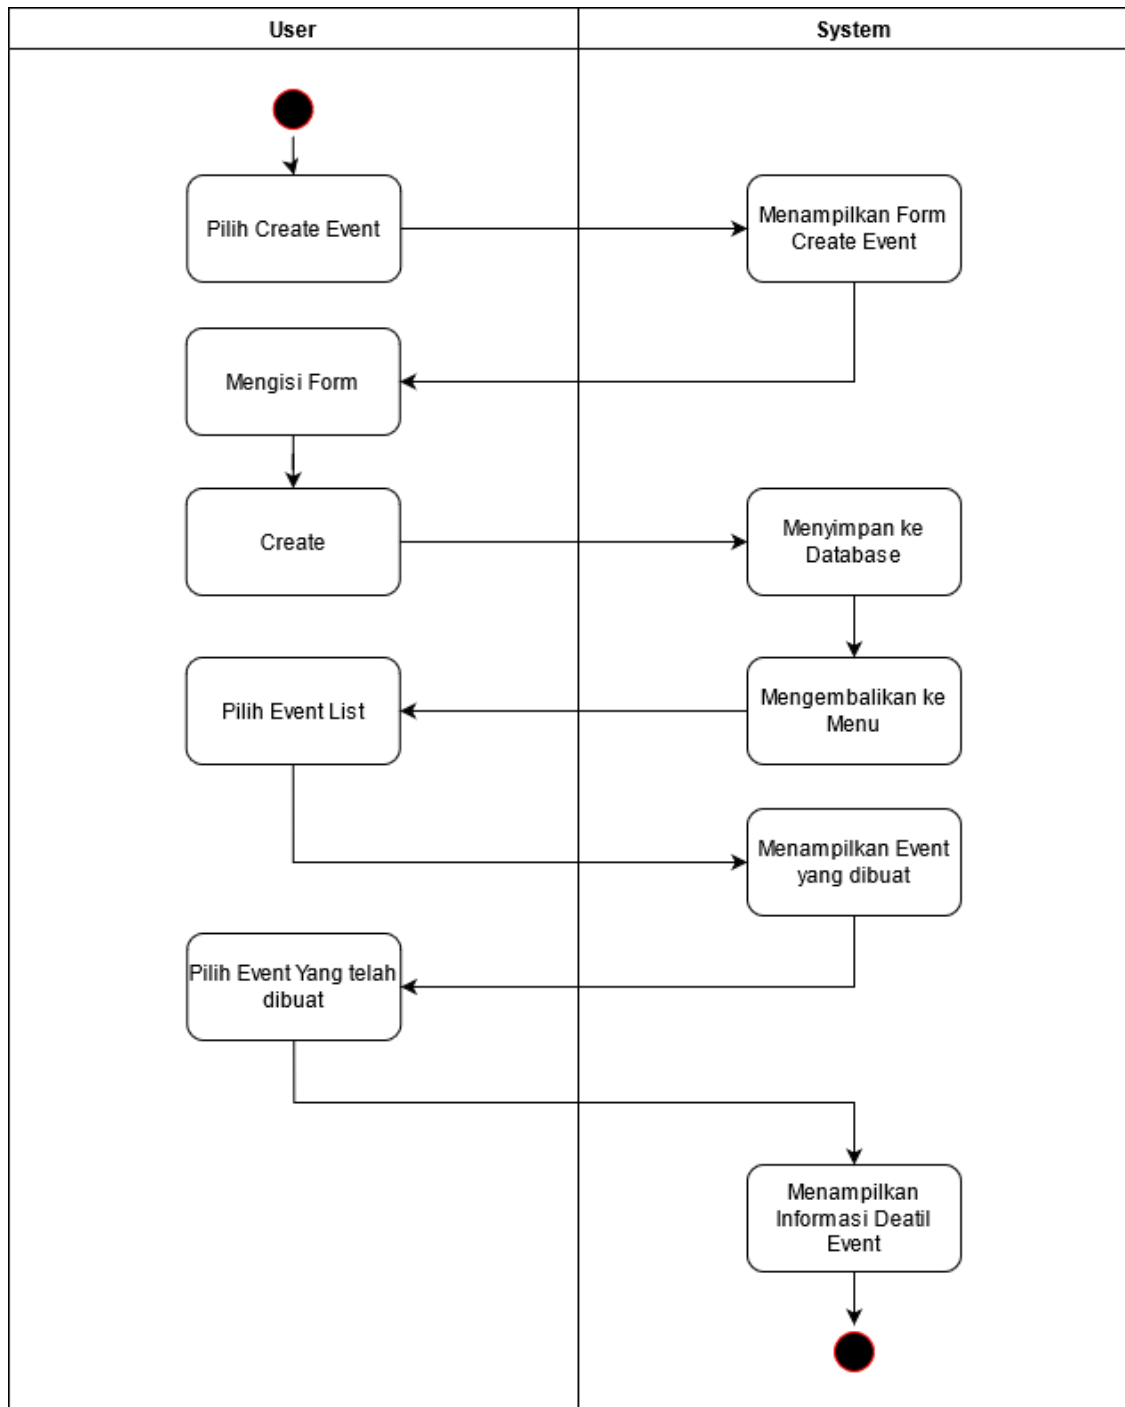 User
System
Pilih Create Event
Menampilkan Form
Create Event
Mengisi Form
Create
Menyimpan ke
Database
Pilih Event List
Mengembalikan ke
Menu
Menampilkan Event
yang dibuat
Pilih Event Yang telah
dibuat
Menampilkan
Informasi Deatil
Event